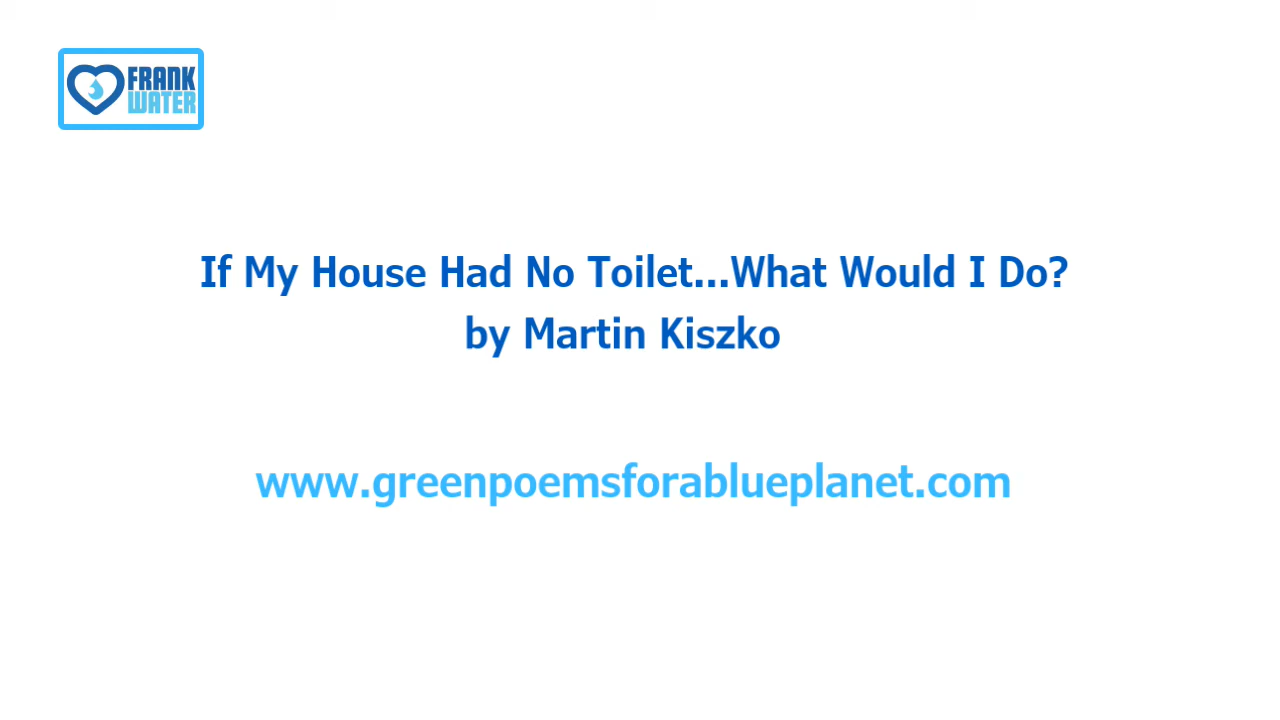 FRANK
WATER
If My House Had No Toilet...What Would I Do?
by Martin Kiszko
www.greenpoemsforablueplanet.com